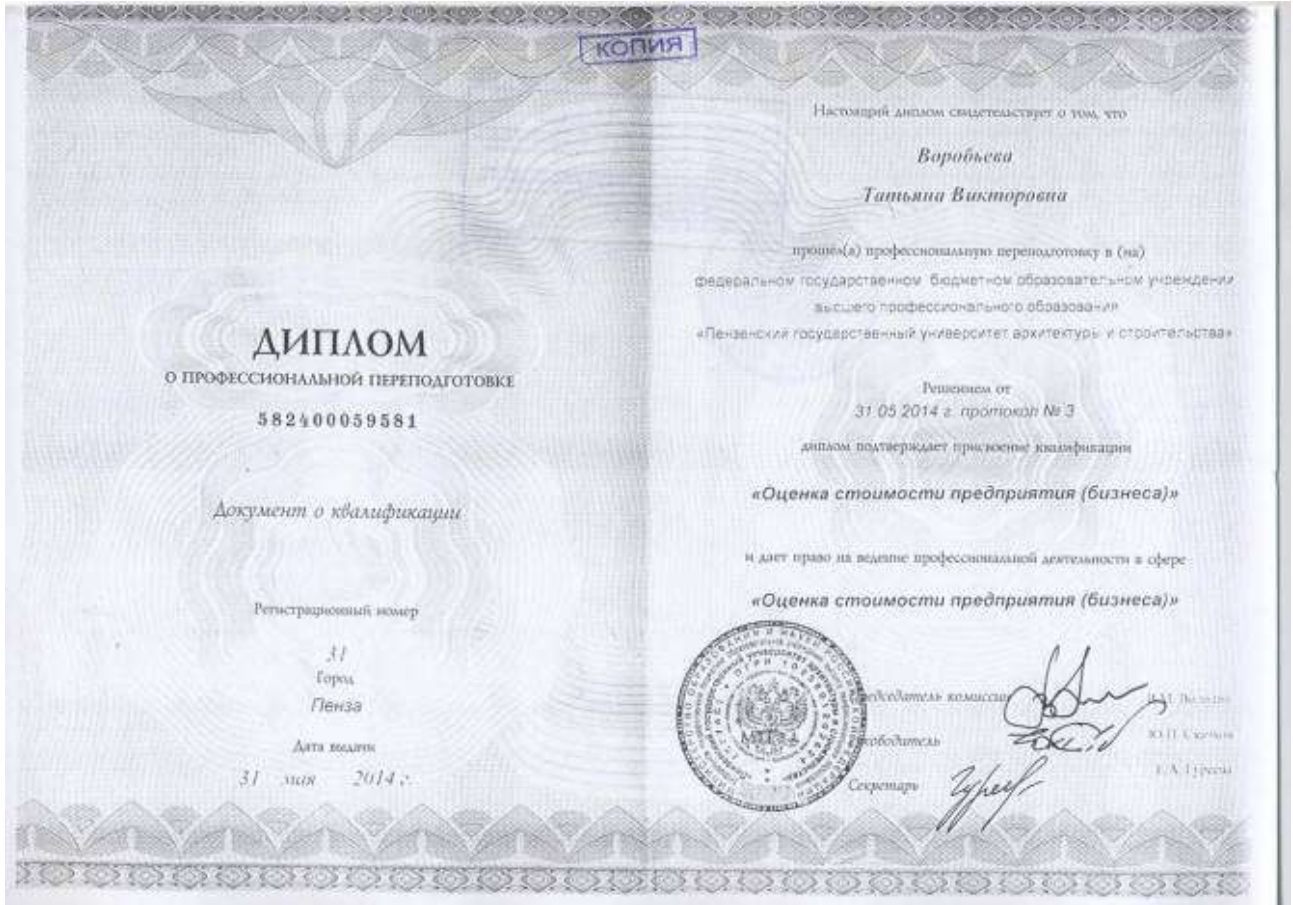 КОПИЯ
ДИПЛОМ
О ПРОФЕССИОНАЛЬНОЙ ПЕРЕПОДГОТОВКЕ
582400059581
Документ о квалификации
Регистрационный номер
31
Город
Пенза
Дата выдачи
31 мая 2014 г.
Настоящий диплом свидетельствует о том, что
Воробьева
Татьяна Викторовна
прошел(а) профессиональную переподготовку в (на)
федеральном государственном бюджетном образовательном учреждении
высшего профессионального образования
«Пензенский государственный университет архитектуры и строительства»
Решением от
31.05.2014 г. протокол № 3
диплом подтверждает присвоение квалификации
«Оценка стоимости предприятия (бизнеса)»
и дает право на ведение профессиональной деятельности в сфере
«Оценка стоимости предприятия (бизнеса)»
Председатель комиссии
Руководитель
Ю.П.
Секретарь